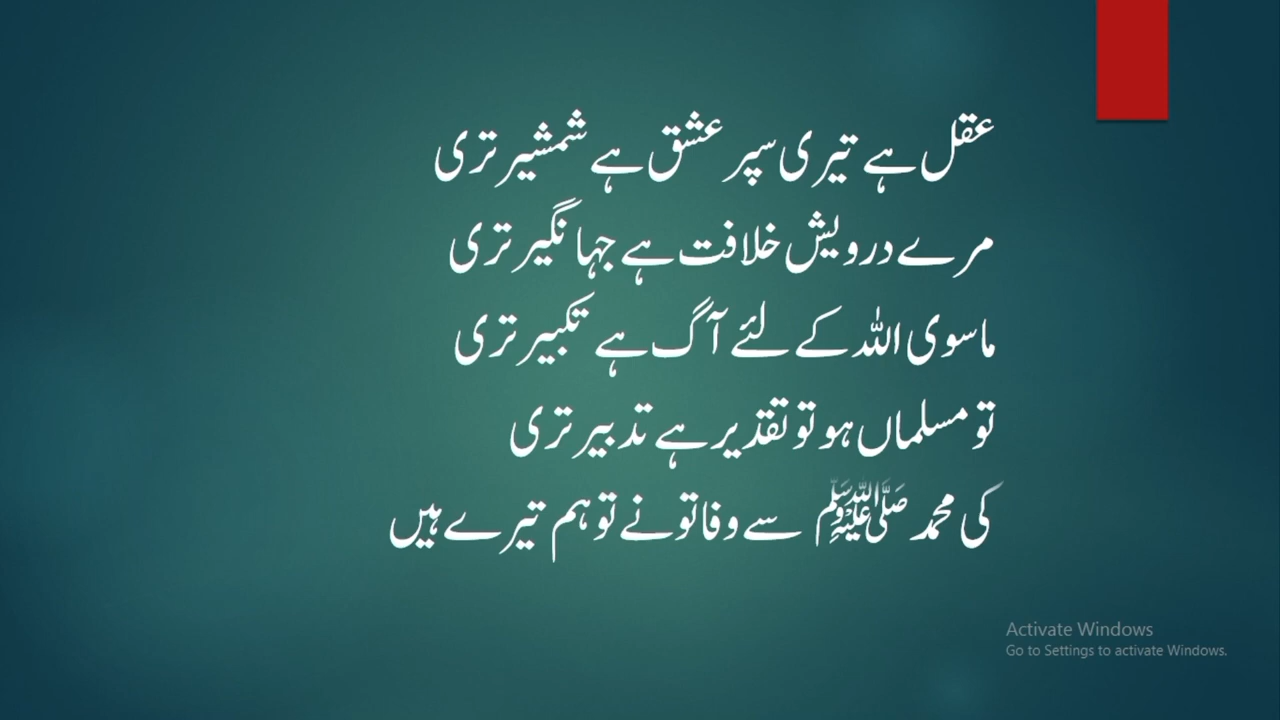 عقل ہے تیری سپر عشق ہے شمشیر تری
مرے درویش خلافت ہے جہانگیر تری
ماسوی اللہ کے لئے آگ ہے تکبیر تری
تو مسلماں ہو تو تقدیر ہے تدبیر تری
کی محمد ﷺ سے وفا تو نے تو ہم تیرے ہیں
Activate Windows
Go to Settings to activate Windows.